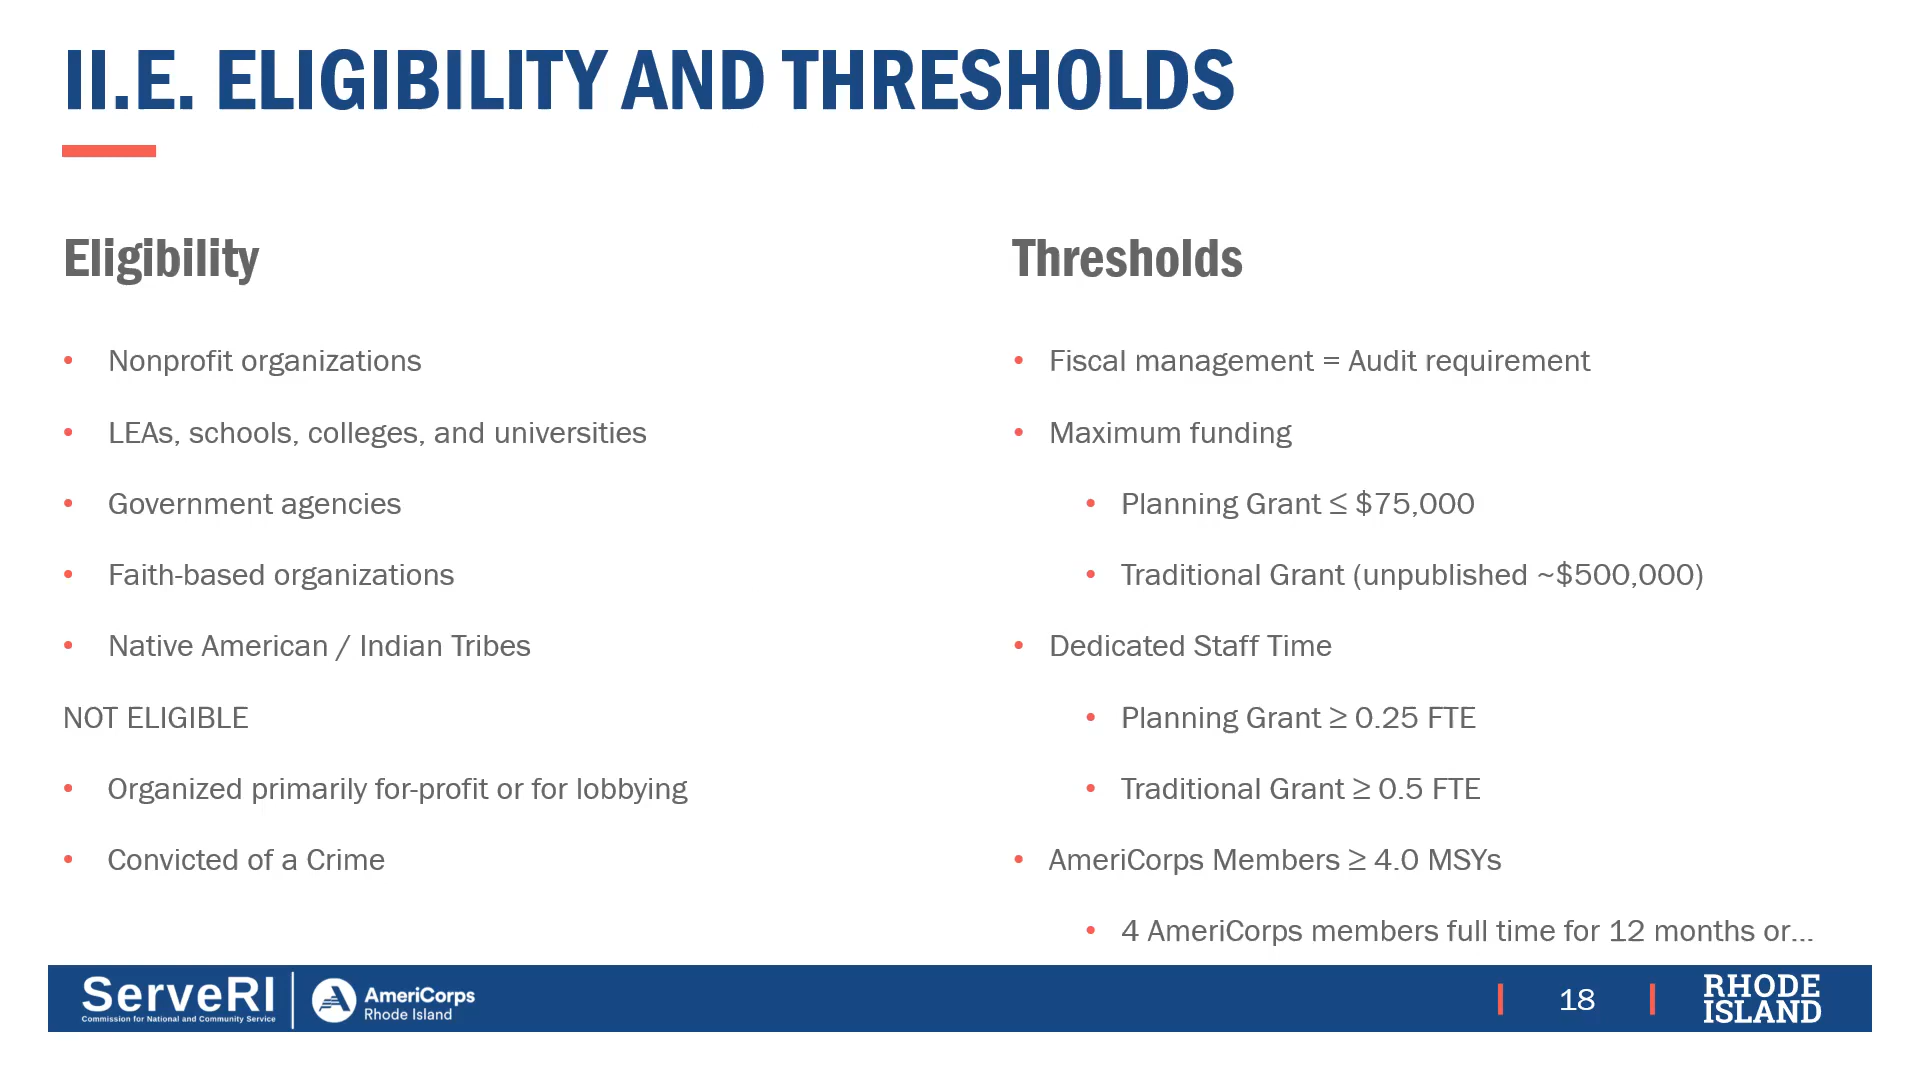 II.E. ELIGIBILITY AND THRESHOLDS
Eligibility
• Nonprofit organizations
• LEAs, schools, colleges, and universities
• Government agencies
• Faith-based organizations
• Native American / Indian Tribes
NOT ELIGIBLE
• Organized primarily for-profit or for lobbying
• Convicted of a Crime
Thresholds
• Fiscal management = Audit requirement
• Maximum funding
• Planning Grant ≤ $75,000
• Traditional Grant (unpublished ~$500,000)
• Dedicated Staff Time
• Planning Grant ≥ 0.25 FTE
• Traditional Grant ≥ 0.5 FTE
• AmeriCorps Members ≥ 4.0 MSYs
• 4 AmeriCorps members full time for 12 months or...
ServeRI
Commission for National and Community Service
AmeriCorps
Rhode Island
18
RHODE
ISLAND